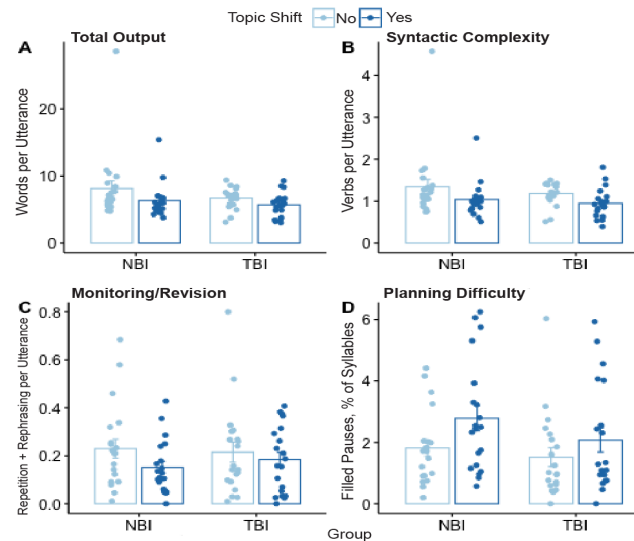 Topic Shift No Yes
A Total Output
Words per Utterance
20
10
0
NBI TBI
B Syntactic Complexity
Verbs per Utterance
4
2
1
0
NBI TBI
C Monitoring/Revision
Repetition + Rephrasing per Utterance
0.8
0.6
0.4
0.2
0.0
NBI TBI
D Planning Difficulty
Filled Pauses, % of Syllables
6
4
2
0
NBI TBI
Group